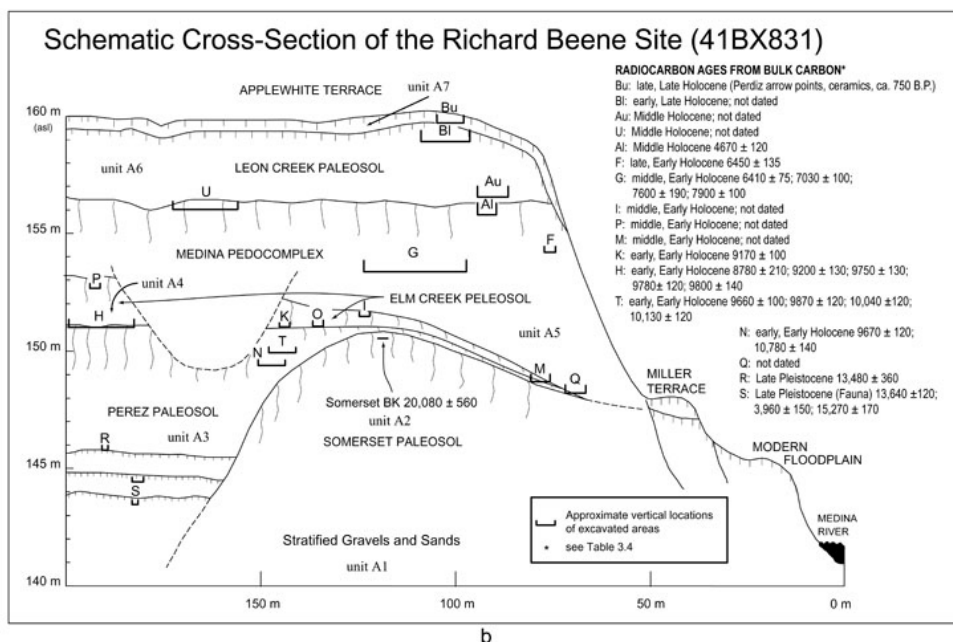 Schematic Cross-Section of the Richard Beene Site (41BX831)
RADIOCARBON AGES FROM BULK CARBON*
Bu: late, Late Holocene (Perdiz arrow points, ceramics, ca. 750 B.P.)
Bl: early, Late Holocene; not dated
Au: Middle Holocene; not dated
U: Middle Holocene; not dated
Al: Middle Holocene 4670 ± 120
F: late, Early Holocene 6450 ± 135
G: middle, Early Holocene 6410 ± 75; 7030 ± 100;
7600 ± 190; 7900 ± 100
I: middle, Early Holocene; not dated
P: middle, Early Holocene; not dated
M: middle, Early Holocene; not dated
K: early, Early Holocene 9170 ± 100
H: early, Early Holocene 8780 ± 210; 9200 ± 130; 9750 ± 130;
9780± 120; 9800 ± 140
T: early, Early Holocene 9660 ± 100; 9870 ± 120; 10,040 ±120;
10,130 ± 120
N: early, Early Holocene 9670 ± 120;
10,780 ± 140
Q: not dated
R: Late Pleistocene 13,480 ± 360
S: Late Pleistocene (Fauna) 13,640 ±120;
3,960 ± 150; 15,270 ± 170
APPLEWHITE TERRACE
unit A7
160 m
(asl)
Bu
Bl
unit A6
LEON CREEK PALEOSOL
U
Au
Al
155 m
F
MEDINA PEDOCOMPLEX
G
P
unit A4
ELM CREEK PELEOSOL
H
K
O
unit A5
150 m
T
N
M
Q
MILLER
TERRACE
Somerset BK 20,080 ± 560
PEREZ PALEOSOL
unit A2
unit A3
SOMERSET PALEOSOL
R
145 m
S
MODERN
FLOODPLAIN
Approximate vertical locations
of excavated areas
* see Table 3.4
MEDINA
RIVER
Stratified Gravels and Sands
unit A1
140 m
150 m
100 m
50 m
0 m
b